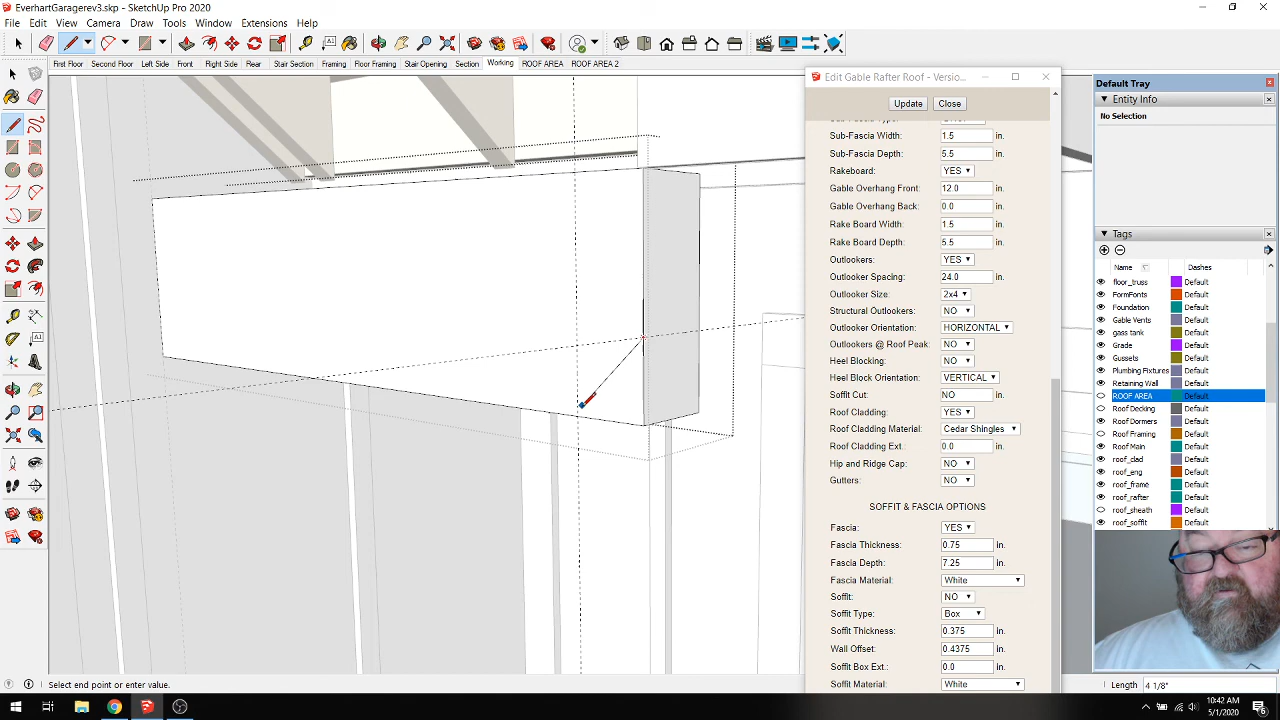 EverhartGaragerev3.skp - SketchUp Pro 2020
File Edit View Camera Draw Tools Window Extensions Help
First Floor Second Floor Left Side Front Right Side Rear Stair Section Framing Floor Framing Stair Opening Section Working ROOF AREA ROOF AREA 2
Edit Gable Rafter Roof - Versio...
Update Close
Sub-Fascia Width: 1.5 in.
Sub-Fascia Depth: 5.5 in.
Rakeboard: YES
Gable Overhang Front: 12.0 in.
Gable Overhang Back: 0.0 in.
Rake Board Width: 1.5 in.
Rake Board Depth: 5.5 in.
Outlookers: YES
Outlooker Spacing: 24.0 in.
Outlooker Size: 2x4
Structural Outlookers: NO
Outlooker Orientation: HORIZONTAL
Outlookers @ Roof Peak: NO
Heel Blocking: NO
Heel Block Orientation: VERTICAL
Soffit Cut: NO in.
Roof Cladding: YES
Roof Cladding Material: Cedar Shingles
Roof Cladding Ext.: 0.0 in.
Hip and Ridge Cap: NO
Gutters: NO
SOFFIT & FASCIA OPTIONS
Fascia: YES
Fascia Thickness: 0.75 in.
Fascia Depth: 7.25 in.
Fascia Material: White
Soffit: NO
Soffit Type: Box
Soffit Thickness: 0.375 in.
Wall Offset: 0.4375 in.
Soffit Box Ext.: 0.0 in.
Soffit Material: White
Default Tray
Entity Info
No Selection
Tags
Name Dashes
floor_truss Default
FormFonts Default
Foundation Default
Gable Vents Default
gass tank Default
Grade Default
Gussets Default
Plumbing Fixtures Default
Retaining Wall Default
ROOF AREA Default
Roof Decking Default
Roof Dormers Default
Roof Framing Default
Roof Main Default
roof_clad Default
roof_eng Default
roof_frame Default
roof_rafter Default
roof_sheath Default
roof_soffit Default
Select end point or enter value.
Length 4 1/8"
10:42 AM
5/1/2020